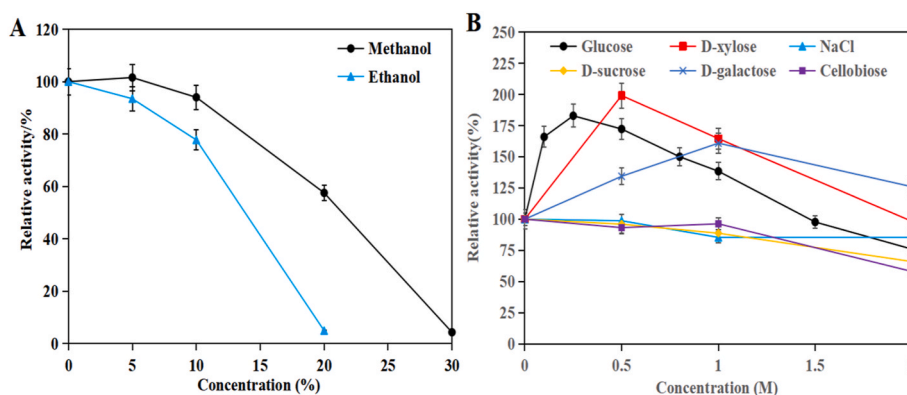 A
Relative activity/%
120
100
80
60
40
20
0
0 5 10 15 20 25 30
Concentration (%)
Methanol
Ethanol
B
Relative activity(%)
250
225
200
175
150
125
100
75
50
25
0
0 0.5 1 1.5
Concentration (M)
Glucose D-xylose NaCl
D-sucrose D-galactose Cellobiose